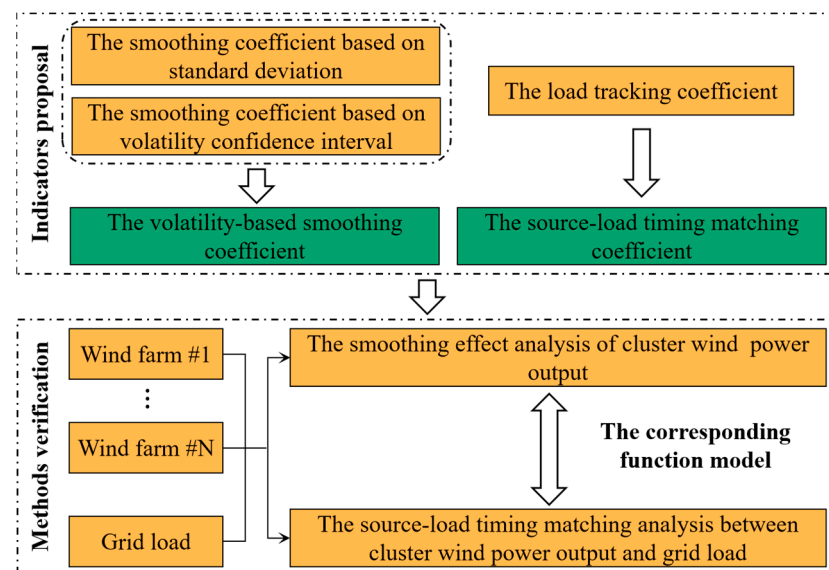 Indicators proposal
The smoothing coefficient based on
standard deviation
The smoothing coefficient based on
volatility confidence interval
The load tracking coefficient
The volatility-based smoothing
coefficient
The source-load timing matching
coefficient
Methods verification
Wind farm #1
⋮
Wind farm #N
Grid load
The smoothing effect analysis of cluster wind power
output
The corresponding
function model
The source-load timing matching analysis between
cluster wind power output and grid load